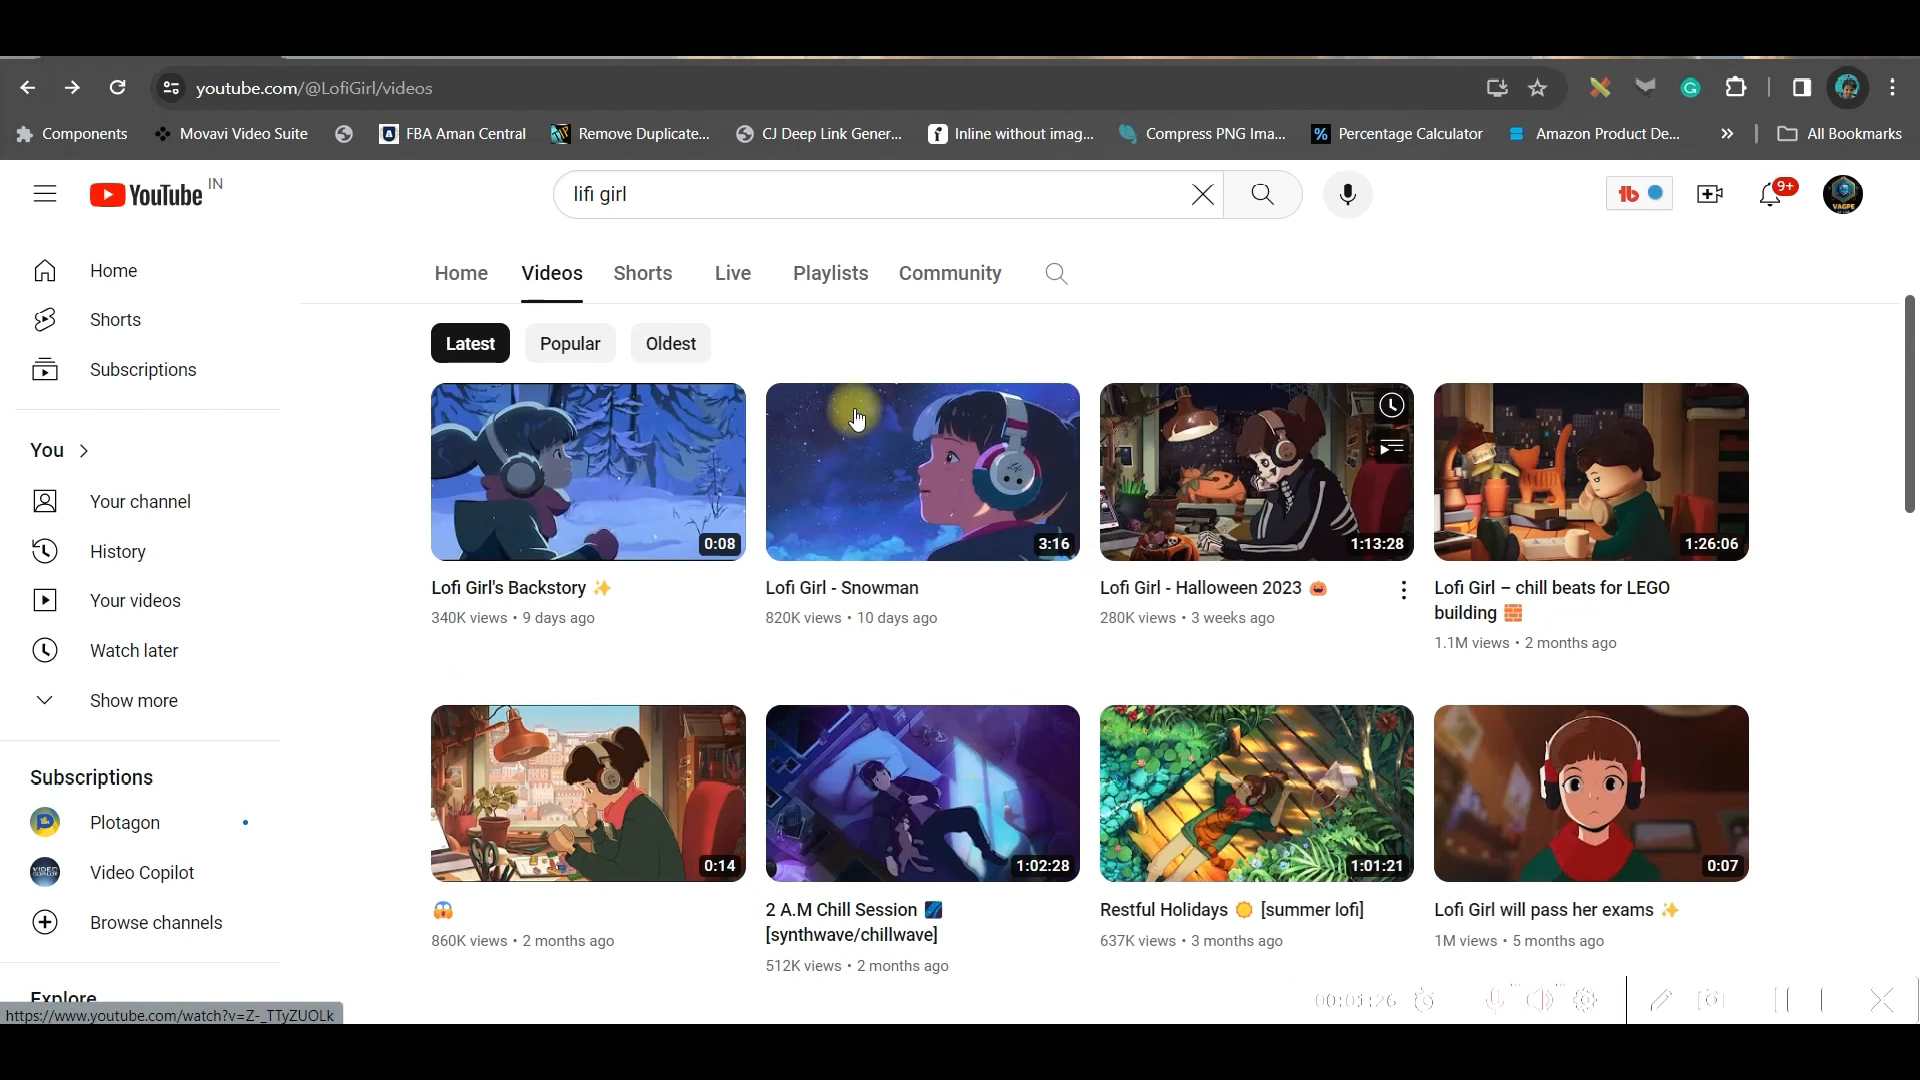 youtube.com/@LofiGirl/videos
Components
Movavi Video Suite
FBA Aman Central
Remove Duplicate...
CJ Deep Link Gener...
Inline without imag...
Compress PNG Ima...
Percentage Calculator
Amazon Product De...
»
All Bookmarks
YouTube IN
lifi girl
9+
Home
Shorts
Subscriptions
You >
Your channel
History
Your videos
Watch later
Show more
Subscriptions
Plotagon
Video Copilot
Browse channels
Explore
https://www.youtube.com/watch?v=Z-_TTyZUOLk
Home Videos Shorts Live Playlists Community
Latest Popular Oldest
0:08
3:16
1:13:28
1:26:06
Lofi Girl's Backstory ✨
340K views • 9 days ago
Lofi Girl - Snowman
820K views • 10 days ago
Lofi Girl - Halloween 2023 🎃
280K views • 3 weeks ago
Lofi Girl – chill beats for LEGO
building 🧱
1.1M views • 2 months ago
0:14
1:02:28
1:01:21
0:07
😱
860K views • 2 months ago
2 A.M Chill Session 🌌
[synthwave/chillwave]
512K views • 2 months ago
Restful Holidays 🌞 [summer lofi]
637K views • 3 months ago
Lofi Girl will pass her exams ✨
1M views • 5 months ago
00:01:26